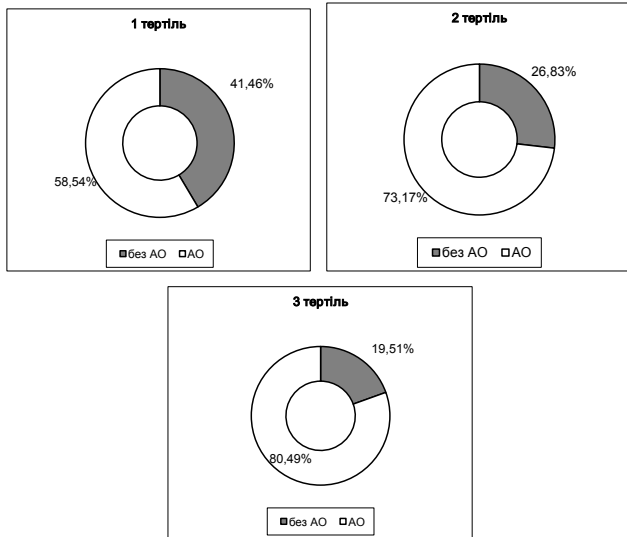 1 тертіль
41,46%
58,54%
без АО АО
2 тертіль
26,83%
73,17%
без АО АО
3 тертіль
19,51%
80,49%
без АО АО